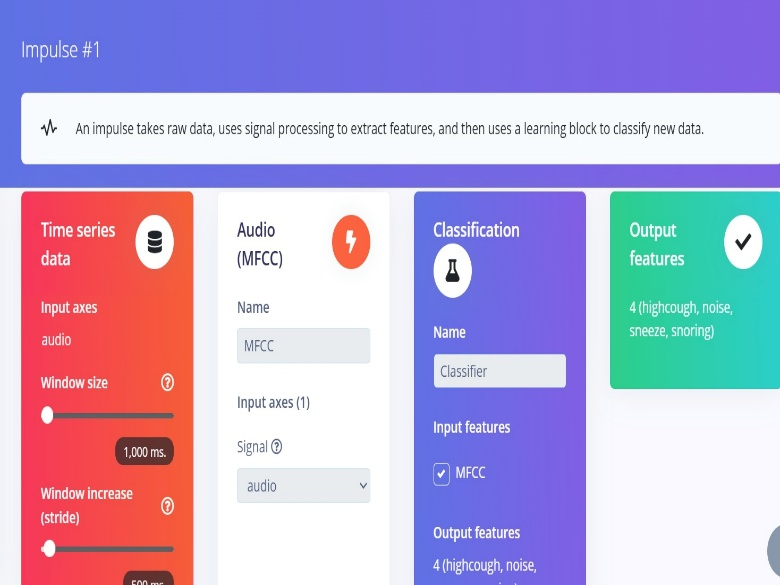 Impulse #1
An impulse takes raw data, uses signal processing to extract features, and then uses a learning block to classify new data.
Time series
data
Input axes
audio
Window size
1,000 ms.
Window increase
(stride)
500 ms.
Audio
(MFCC)
Name
MFCC
Input axes (1)
Signal
audio
Classification
Name
Classifier
Input features
MFCC
Output features
4 (highcough, noise,
Output
features
4 (highcough, noise,
sneeze, snoring)